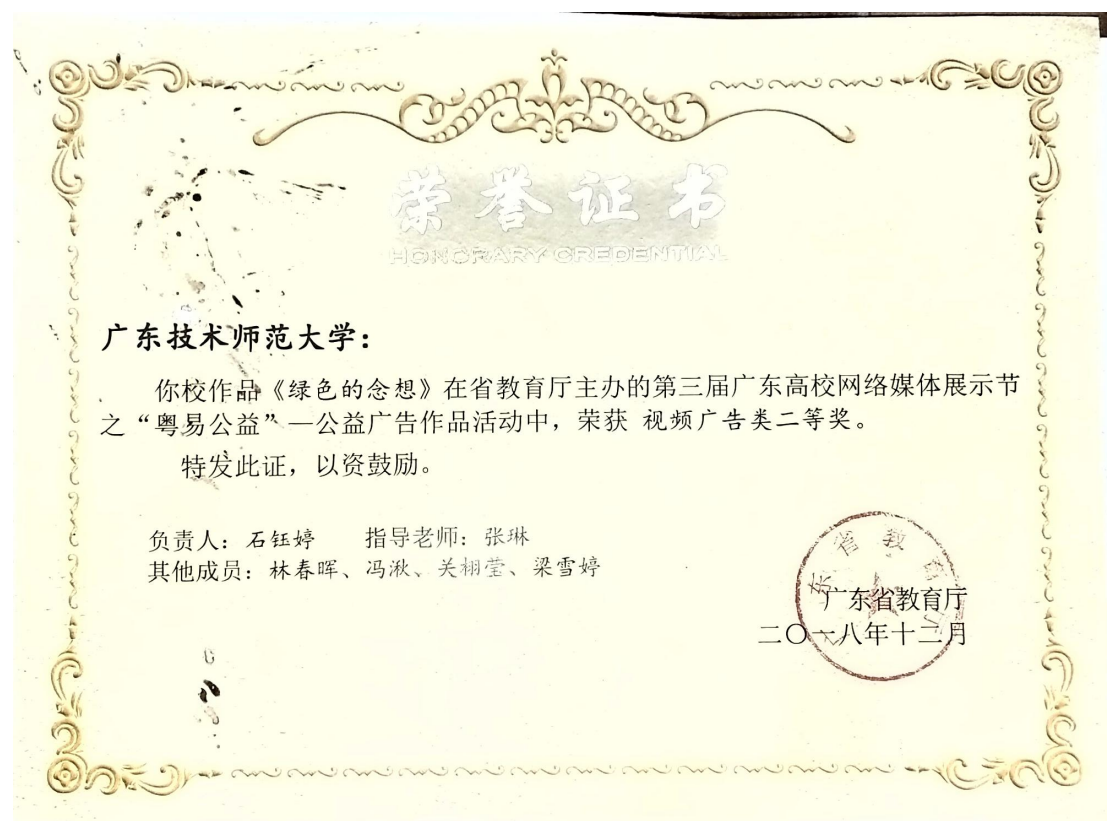 荣誉证书
HONORARY CREDENTIAL
广东技术师范大学：
你校作品《绿色的念想》在省教育厅主办的第三届广东高校网络媒体展示节
之“粤易公益”—公益广告作品活动中，荣获 视频广告类二等奖。
特发此证，以资鼓励。
负责人：石钰婷 指导老师：张琳
其他成员：林春晖、冯湫、关栩莹、梁雪婷
广东省教育厅
广东省教育厅
二〇一八年十二月